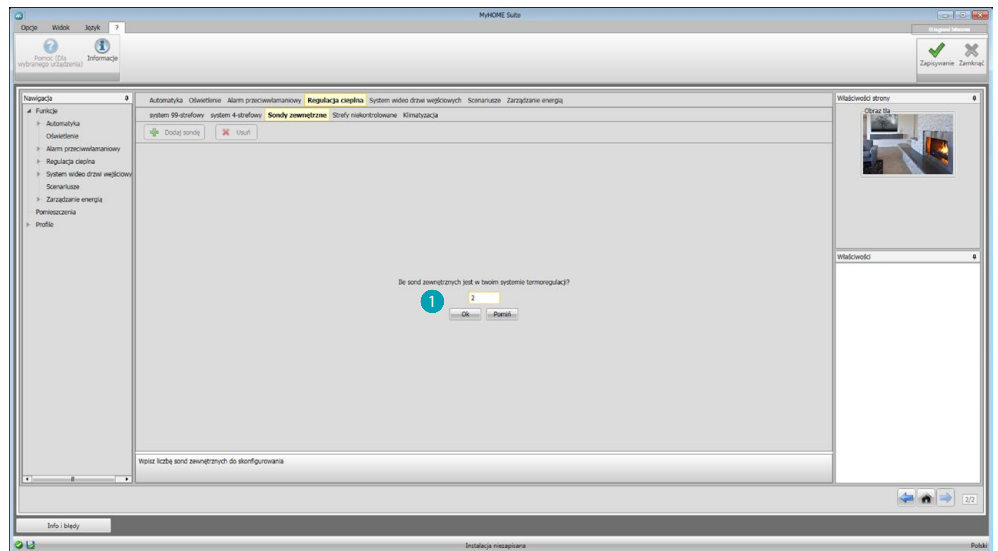 MyHOME Suite
Opcje Widok Język ?
Pomoc (Dla
wybranego urządzenia)
Informacje
Zapisywanie Zamknąć
Nawigacja
Funkcje
Automatyka
Oświetlenie
Alarm przeciwwłamaniowy
Regulacja cieplna
System wideo drzwi wejściowy
Scenariusze
Zarządzanie energią
Pomieszczenia
Profile
Automatyka Oświetlenie Alarm przeciwwłamaniowy Regulacja cieplna System wideo drzwi wejściowych Scenariusze Zarządzanie energią
system 99-strefowy system 4-strefowy Sondy zewnętrzne Strefy niekontrolowane Klimatyzacja
Dodaj sondę Usuń
Ile sond zewnętrznych jest w twoim systemie termoregulacji?
1
2
Ok Pomiń
Wpisz liczbę sond zewnętrznych do skonfigurowania
Właściwości strony
Obraz tła
Właściwości
2/2
Info i błędy
Instalacja niezapisana
Polski